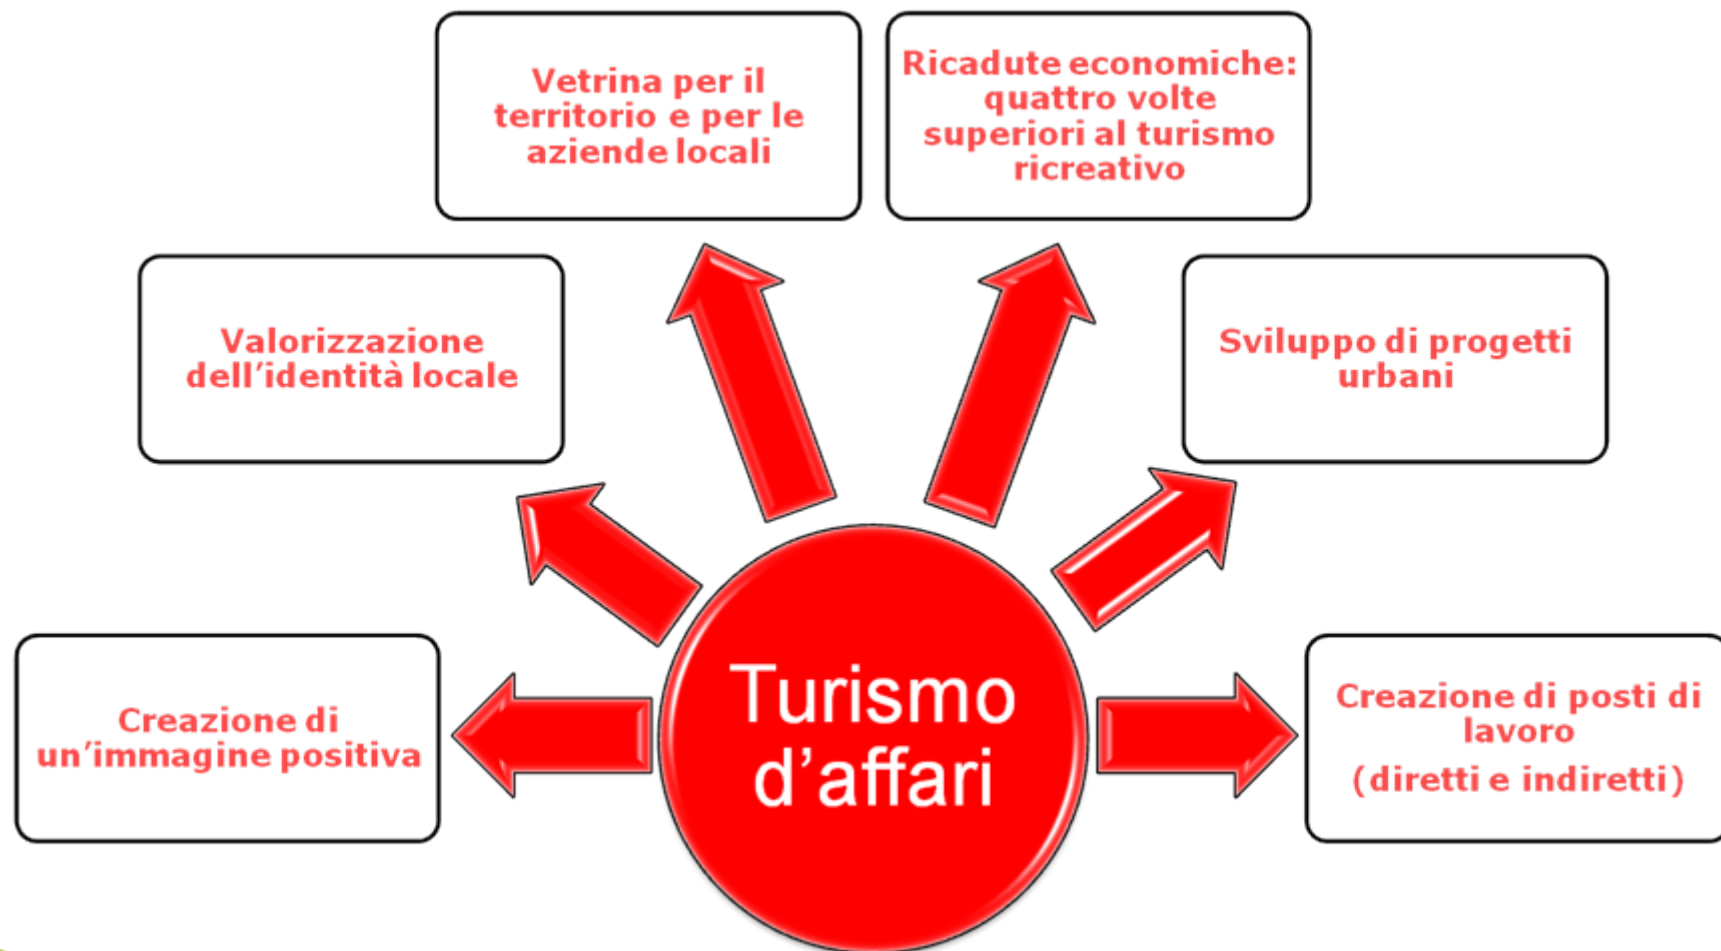 Vetrina per il
territorio e per le
aziende locali
Ricadute economiche:
quattro volte
superiori al turismo
ricreativo
Valorizzazione
dell’identità locale
Sviluppo di progetti
urbani
Creazione di
un’immagine positiva
Turismo
d’affari
Creazione di posti di
lavoro
(diretti e indiretti)